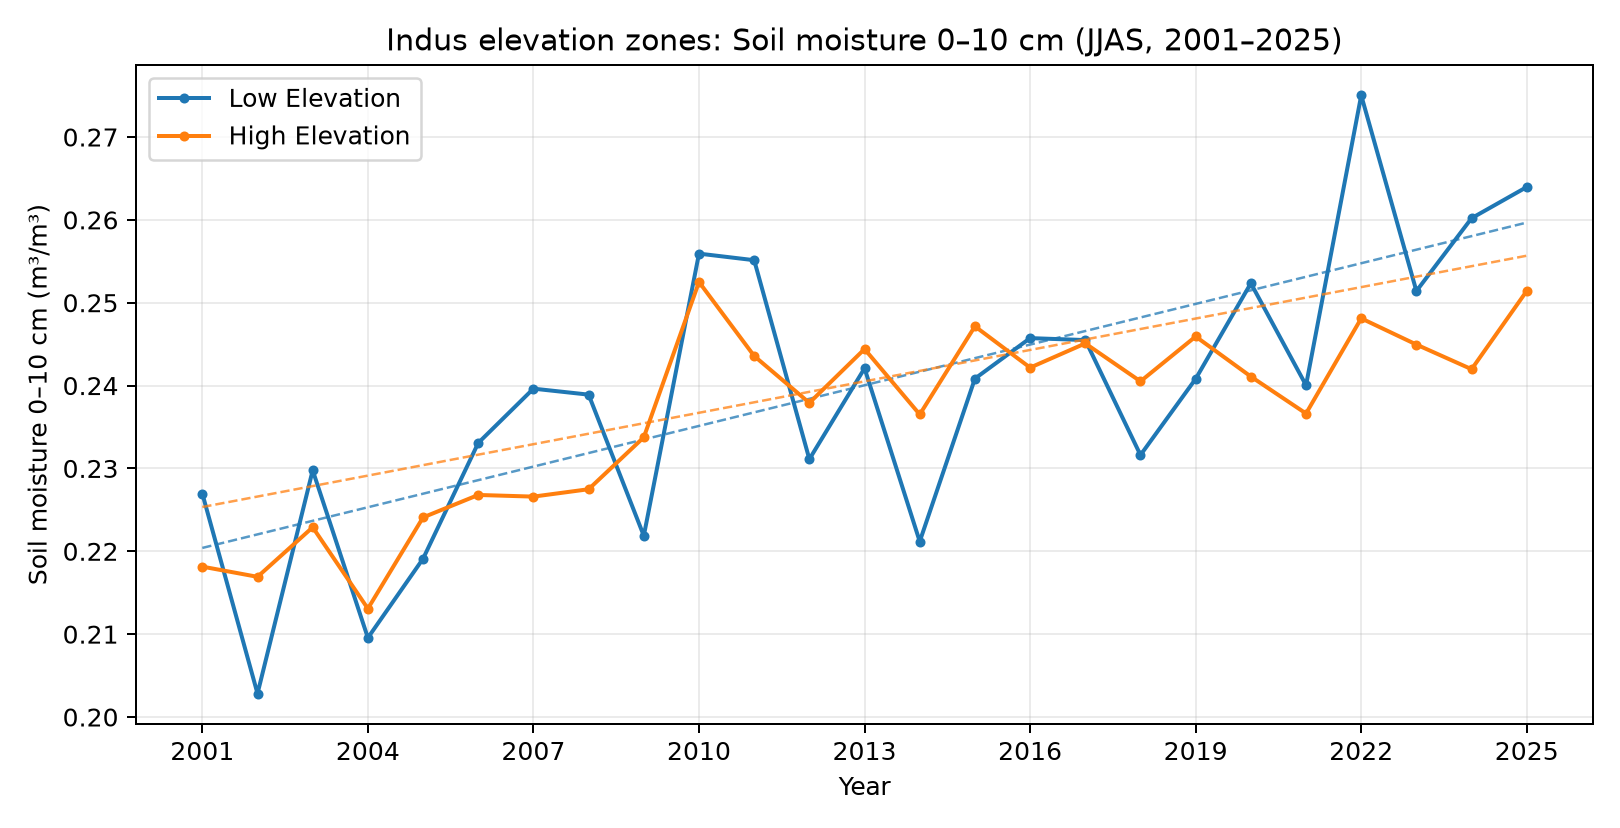 Indus elevation zones: Soil moisture 0–10 cm (JJAS, 2001–2025)
Low Elevation
High Elevation
Soil moisture 0–10 cm (m³/m³)
0.27
0.26
0.25
0.24
0.23
0.22
0.21
0.20
2001 2004 2007 2010 2013 2016 2019 2022 2025
Year